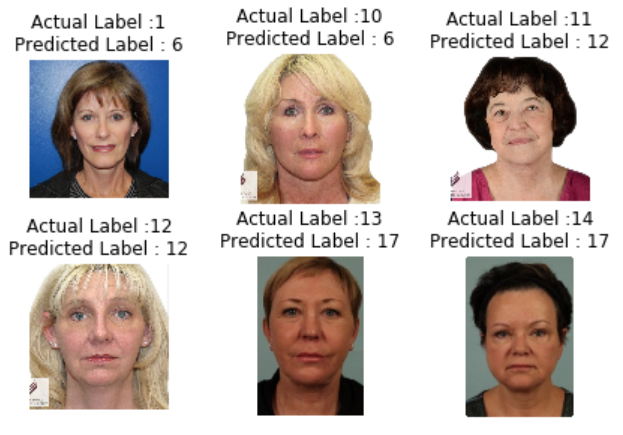 Actual Label :1
Predicted Label : 6
Actual Label :10
Predicted Label : 6
Actual Label :11
Predicted Label : 12
Actual Label :12
Predicted Label : 12
Actual Label :13
Predicted Label : 17
Actual Label :14
Predicted Label : 17